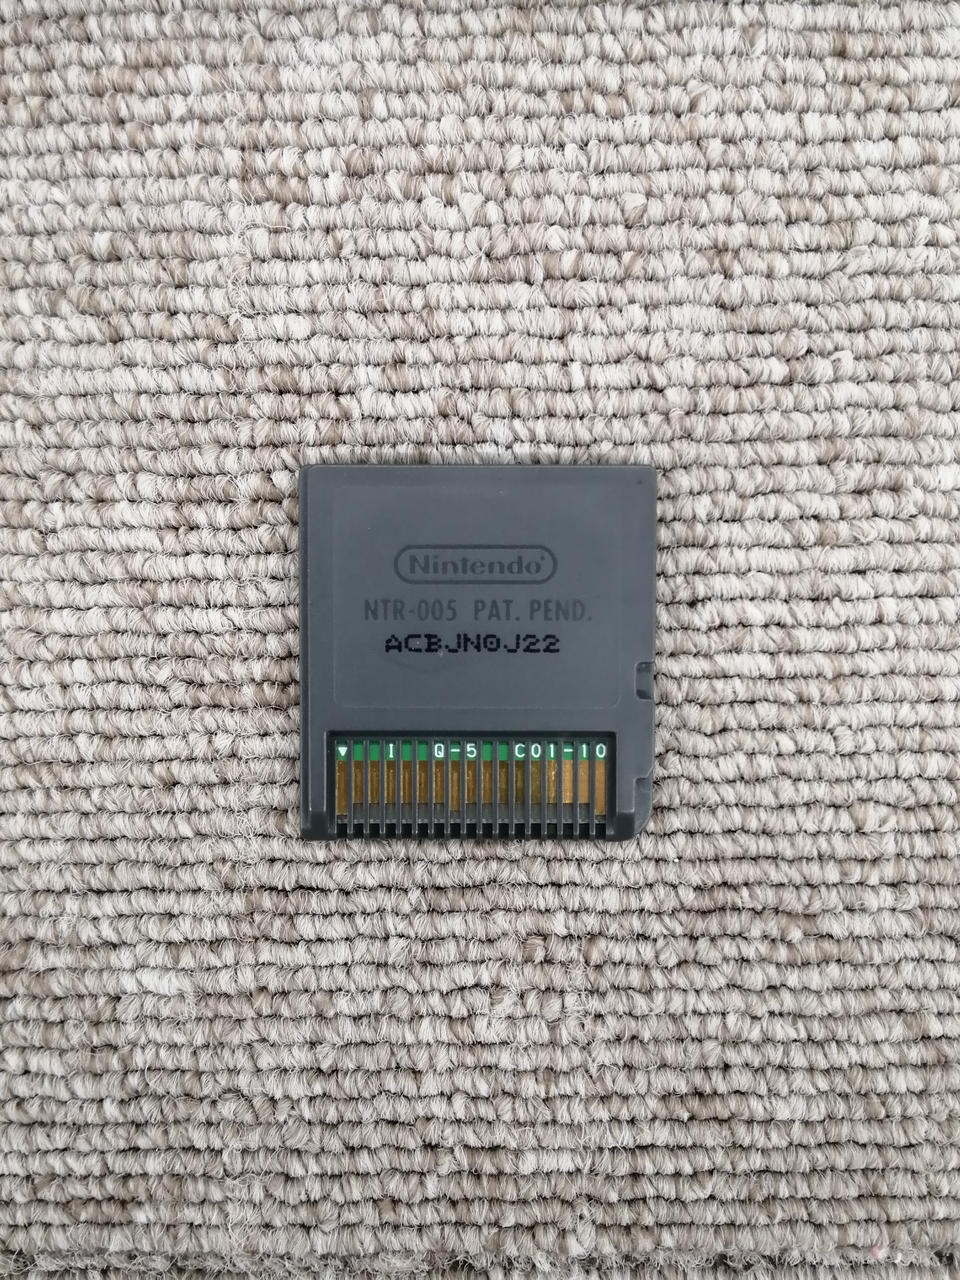 Nintendo
NTR-005 PAT. PEND.
ACBJN0J22
▼ I Q-5 C01-10